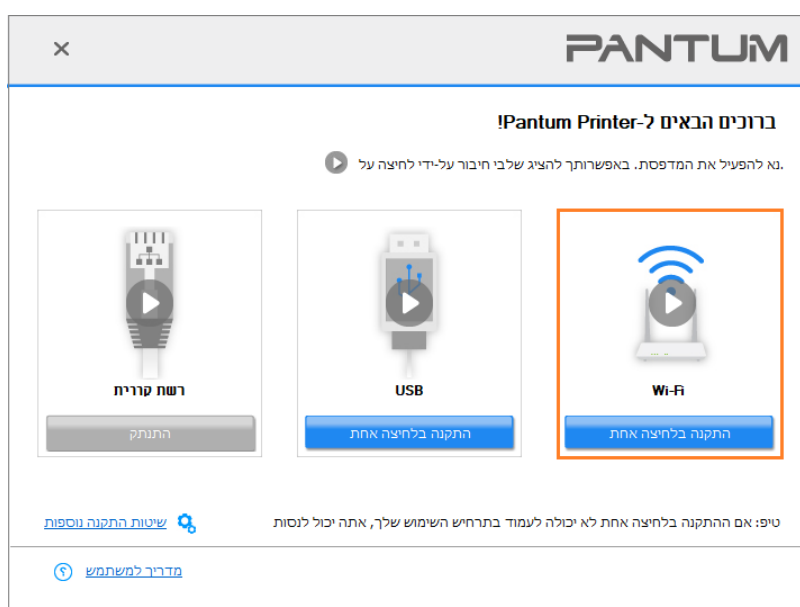 PANTUM
ברוכים הבאים ל-Pantum Printer!
נא להפעיל את המדפסת. באפשרותך להציג שלבי חיבור על-ידי לחיצה על.
Wi-Fi
התקנה בלחיצה אחת
USB
התקנה בלחיצה אחת
רשת קווית
התנתק
טיפ: אם ההתקנה בלחיצה אחת לא יכולה לעמוד בתרחיש השימוש שלך, אתה יכול לנסות שיטות התקנה נוספות
מדריך למשתמש